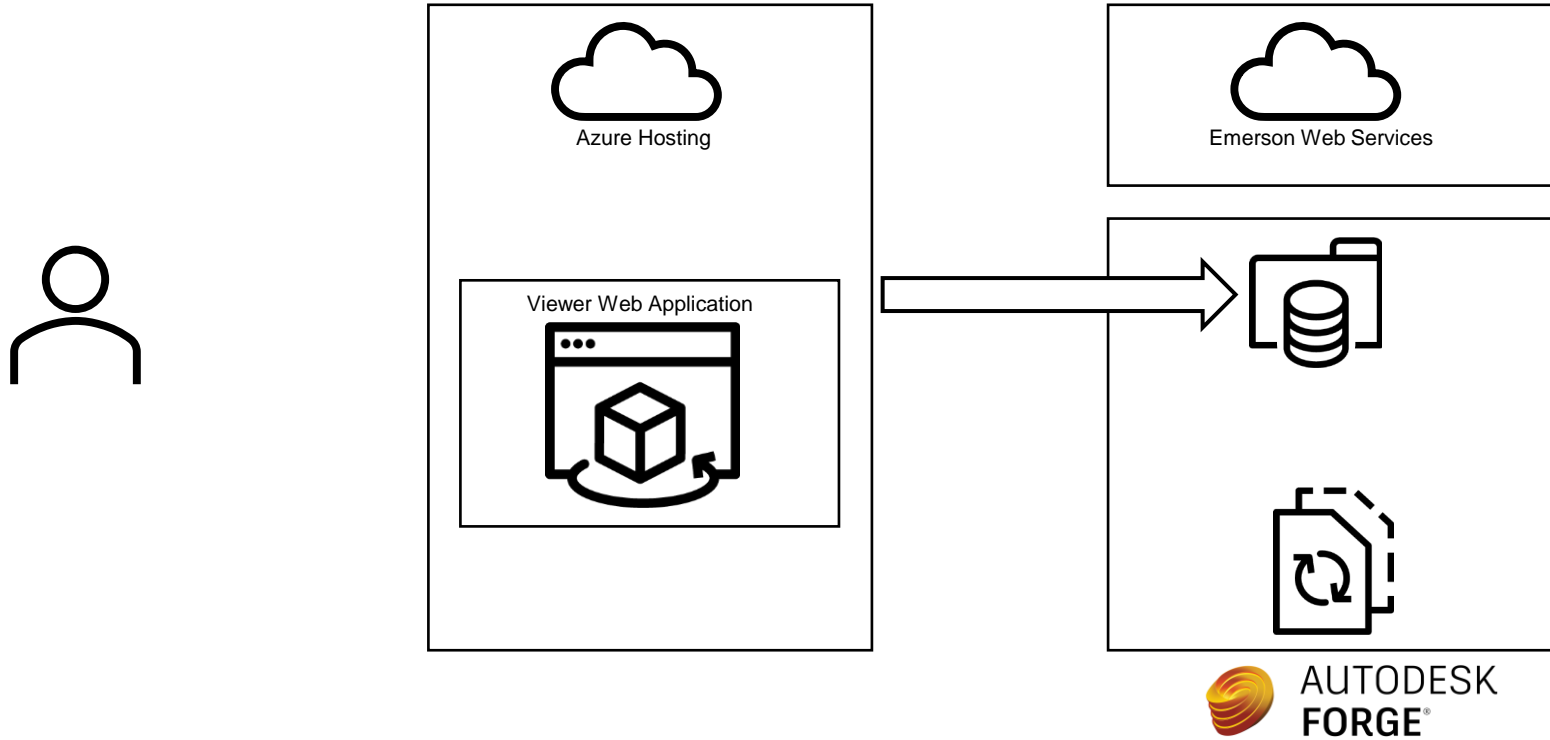 Azure Hosting
Emerson Web Services
Viewer Web Application
AUTODESK
FORGE®